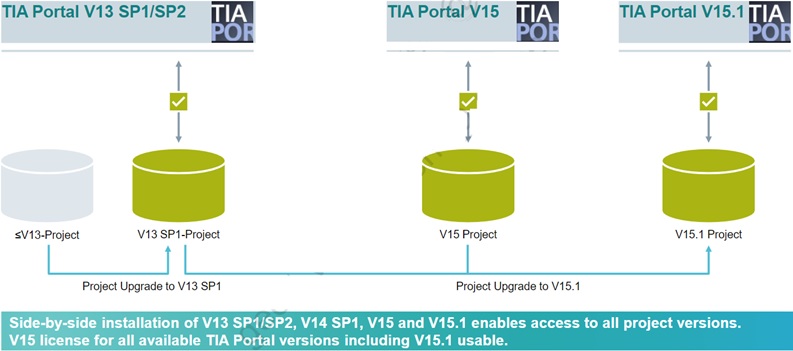 TIA Portal V13 SP1/SP2
TIA
POR
TIA Portal V15
TIA
POR
TIA Portal V15.1
TIA
POR
≤V13-Project
V13 SP1-Project
V15 Project
V15.1 Project
Project Upgrade to V13 SP1
Project Upgrade to V15.1
Side-by-side installation of V13 SP1/SP2, V14 SP1, V15 and V15.1 enables access to all project versions.
V15 license for all available TIA Portal versions including V15.1 usable.